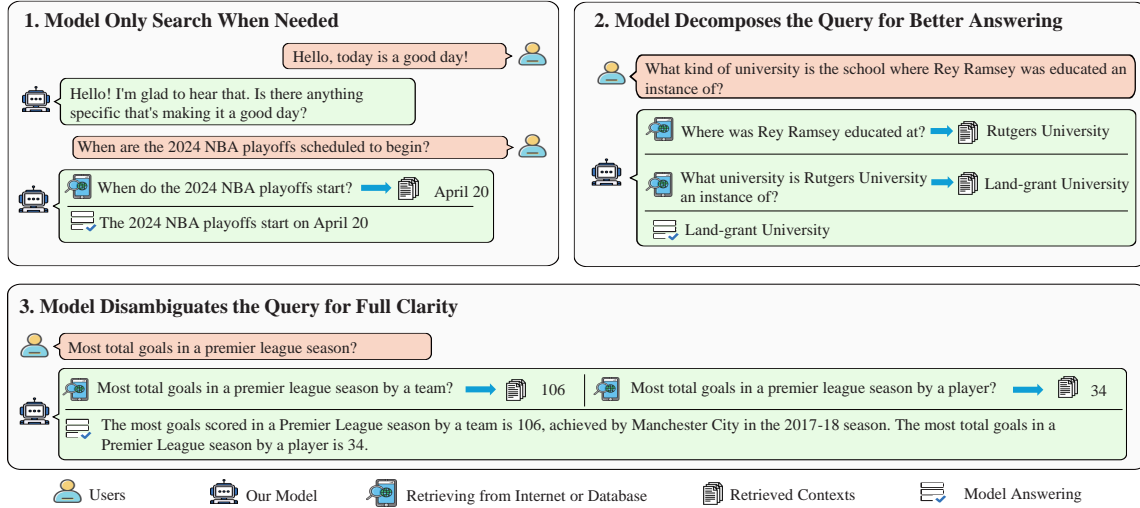 1. Model Only Search When Needed
Hello, today is a good day!
Hello! I'm glad to hear that. Is there anything
specific that's making it a good day?
When are the 2024 NBA playoffs scheduled to begin?
When do the 2024 NBA playoffs start?
April 20
The 2024 NBA playoffs start on April 20
2. Model Decomposes the Query for Better Answering
What kind of university is the school where Rey Ramsey was educated an
instance of?
Where was Rey Ramsey educated at?
Rutgers University
What university is Rutgers University
an instance of?
Land-grant University
Land-grant University
3. Model Disambiguates the Query for Full Clarity
Most total goals in a premier league season?
Most total goals in a premier league season by a team?
106
Most total goals in a premier league season by a player?
34
The most goals scored in a Premier League season by a team is 106, achieved by Manchester City in the 2017-18 season. The most total goals in a
Premier League season by a player is 34.
Users
Our Model
Retrieving from Internet or Database
Retrieved Contexts
Model Answering